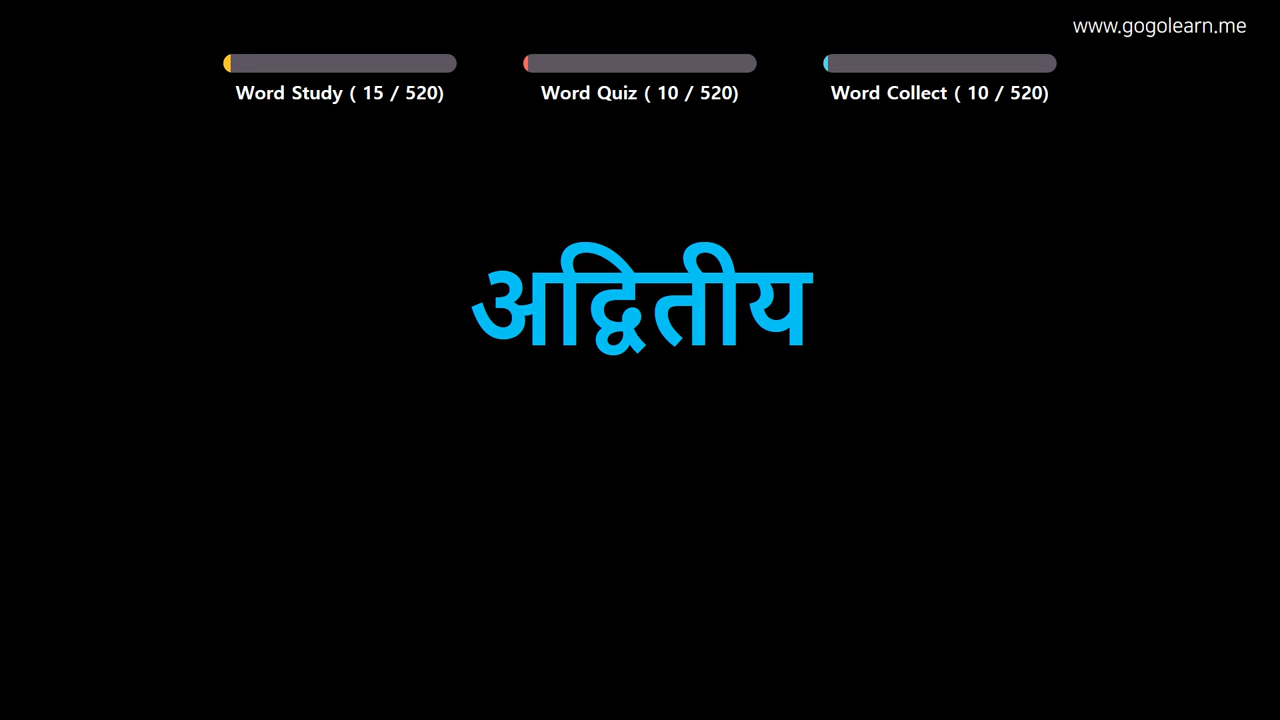 www.gogolearn.me
Word Study ( 15 / 520)
Word Quiz ( 10 / 520)
Word Collect ( 10 / 520)
अद्वितीय